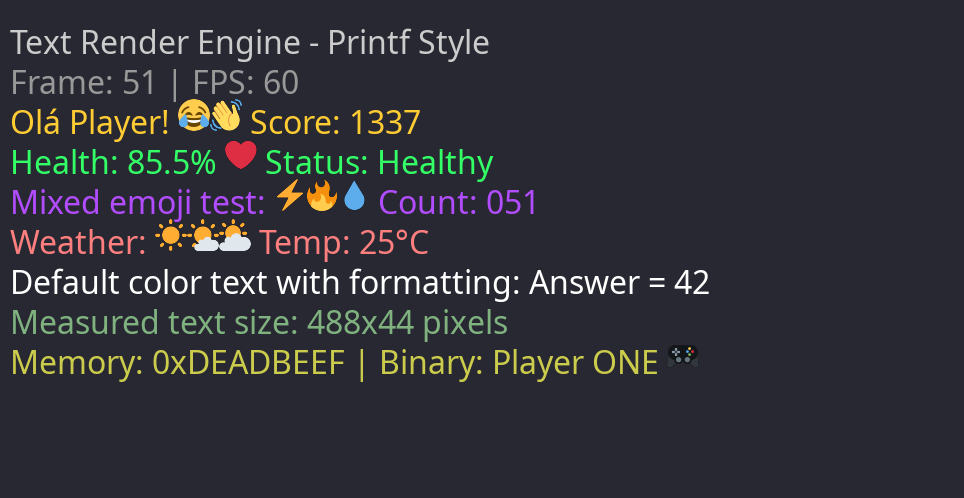 Text Render Engine - Printf Style
Frame: 51 | FPS: 60
Olá Player! 😂👋 Score: 1337
Health: 85.5% ❤️ Status: Healthy
Mixed emoji test: ⚡🔥💧 Count: 051
Weather: ☀️🌤️⛅ Temp: 25°C
Default color text with formatting: Answer = 42
Measured text size: 488x44 pixels
Memory: 0xDEADBEEF | Binary: Player ONE 🎮